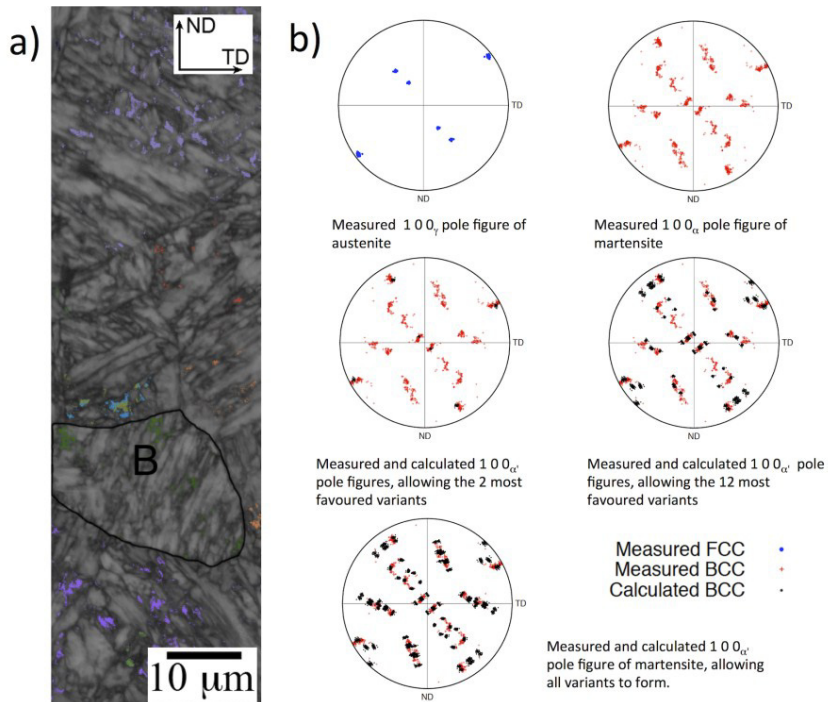 a)
ND
TD
B
10 μm
b)
TD
ND
Measured 1 0 0γ pole figure of
austenite
TD
ND
Measured 1 0 0α pole figure of
martensite
TD
ND
Measured and calculated 1 0 0α'
pole figures, allowing the 2 most
favoured variants
TD
ND
Measured and calculated 1 0 0α' pole
figures, allowing the 12 most
favoured variants
TD
ND
Measured FCC
Measured BCC
Calculated BCC
Measured and calculated 1 0 0α'
pole figure of martensite, allowing
all variants to form.